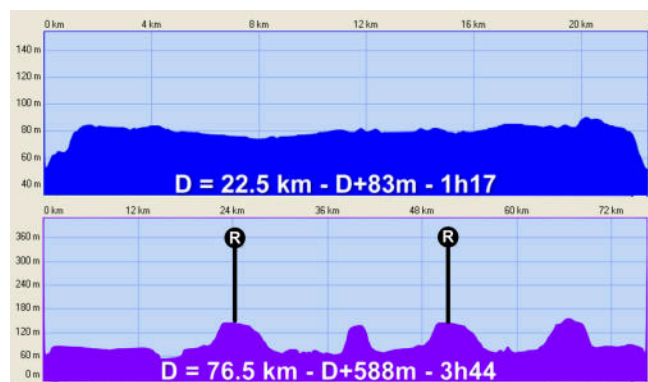 0 km 4 km 8 km 12 km 16 km 20 km
140 m
120 m
100 m
80 m
60 m
40 m
D = 22.5 km - D+83m - 1h17
0 km 12 km 24 km 36 km 48 km 60 km 72 km
360 m
300 m
240 m
180 m
120 m
60 m
0 m
R R
D = 76.5 km - D+588m - 3h44